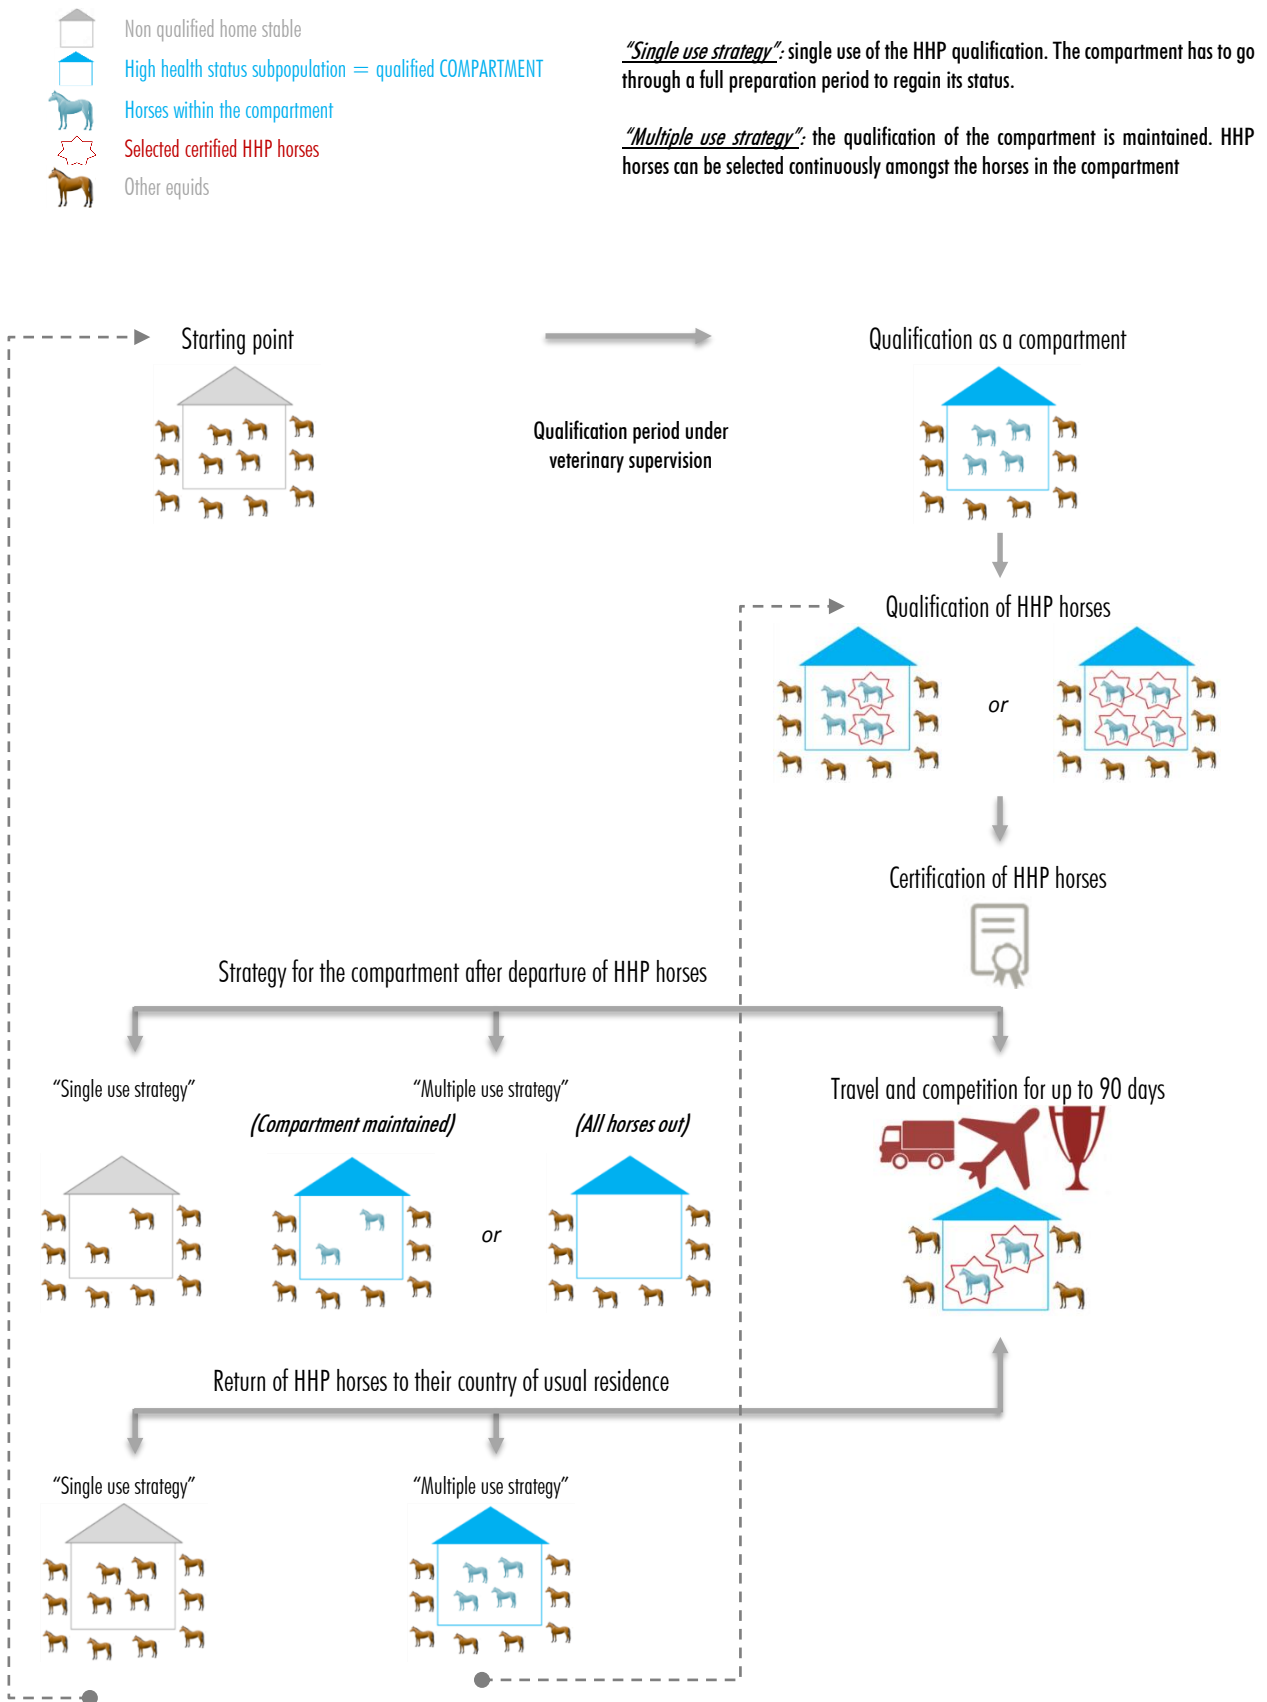 Non qualified home stable
High health status subpopulation = qualified COMPARTMENT
Horses within the compartment
Selected certified HHP horses
Other equids
"Single use strategy": single use of the HHP qualification. The compartment has to go
through a full preparation period to regain its status.
"Multiple use strategy": the qualification of the compartment is maintained. HHP
horses can be selected continuously amongst the horses in the compartment
Starting point
Qualification as a compartment
Qualification period under
veterinary supervision
Qualification of HHP horses
or
Certification of HHP horses
Strategy for the compartment after departure of HHP horses
"Single use strategy"
"Multiple use strategy"
Travel and competition for up to 90 days
(Compartment maintained)
(All horses out)
or
Return of HHP horses to their country of usual residence
"Single use strategy"
"Multiple use strategy"